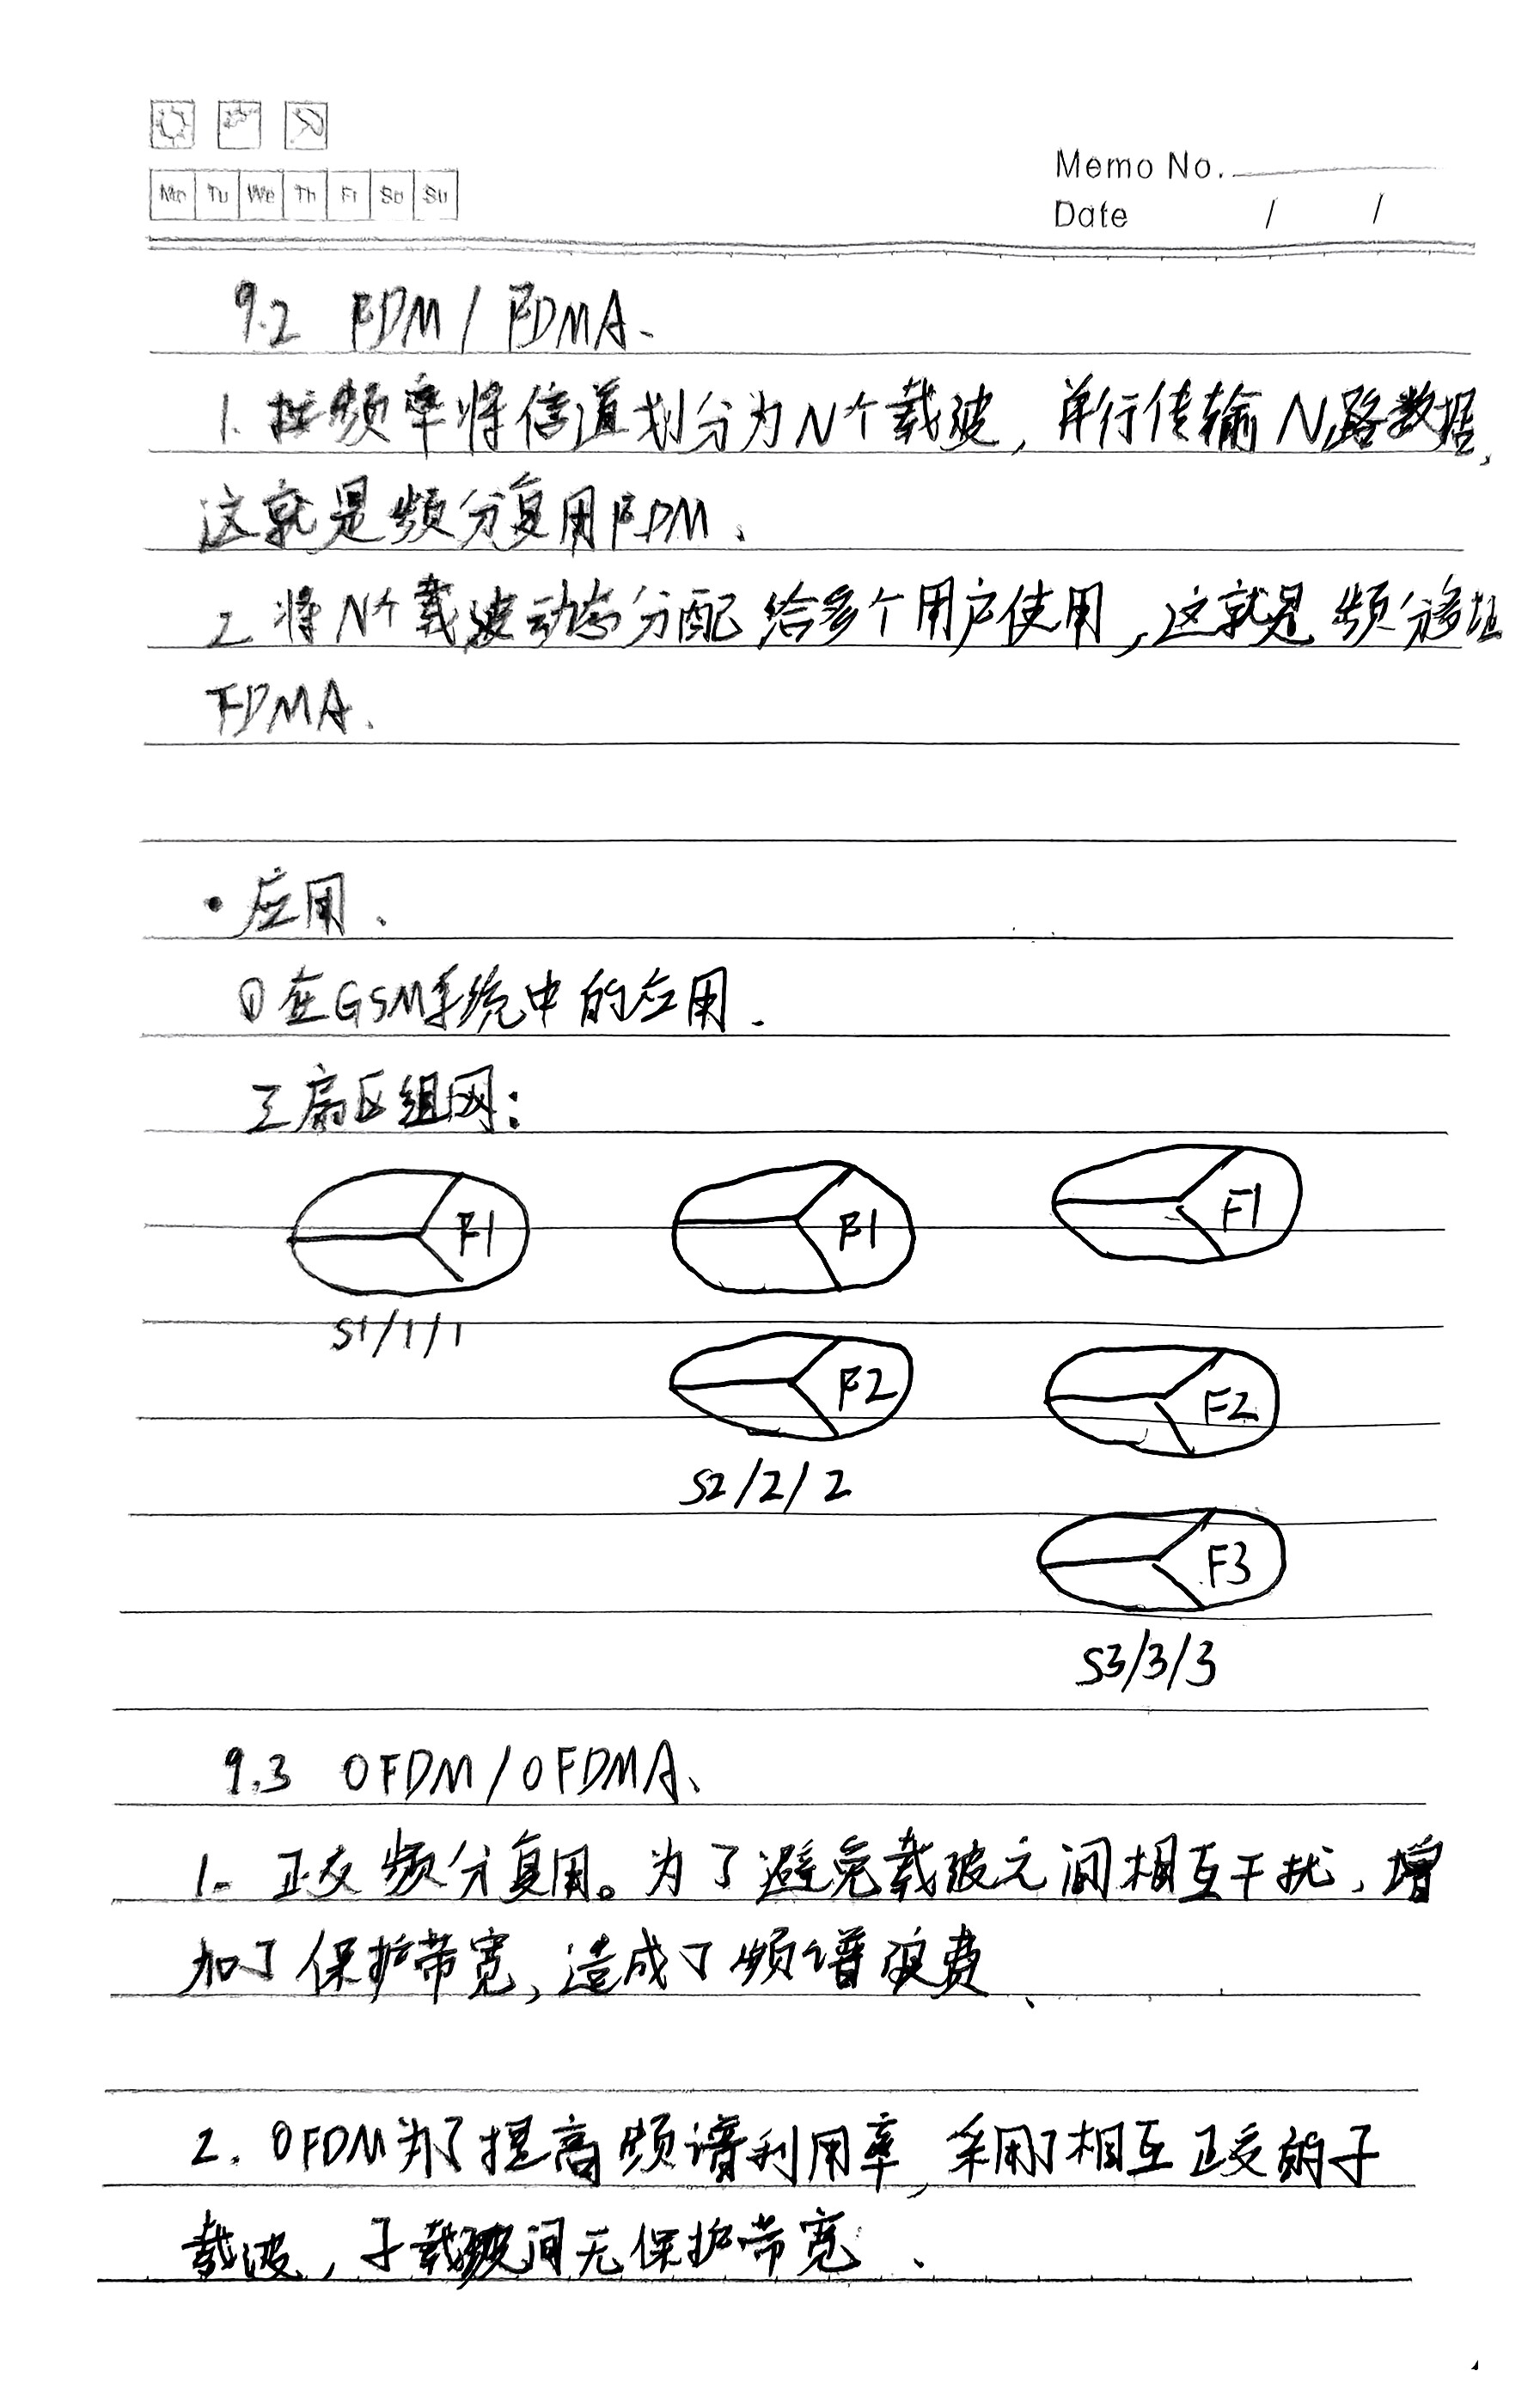 Mo Tu We Th Fr Sa Su
Memo No.
Date / /
9.2 FDM / FDMA、
1. 按频率将信道划分为N个载波，并行传输N路数据，
这就是频分复用FDM、
2 将N个载波动态分配给多个用户使用，这就是频分多址
FDMA.
• 应用、
① 在GSM系统中的应用.
三扇区组网：
F1 F1 F1
S1/1/1
F2 F2
S2/2/2
F3
S3/3/3
9.3 OFDM/OFDMA、
1. 正交频分复用。为了避免载波之间相互干扰、增
加了保护带宽，造成了频谱浪费、
2. OFDM为了提高频谱利用率，采用了相互正交的子
载波，子载波间无保护带宽、